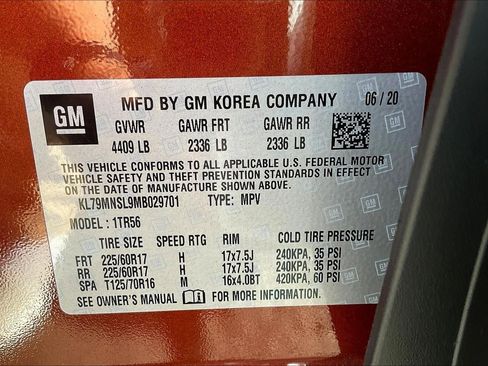 GM MFD BY GM KOREA COMPANY 06 / 20
GVWR GAWR FRT GAWR RR
4409 LB 2336 LB 2336 LB
THIS VEHICLE CONFORMS TO ALL APPLICABLE U.S. FEDERAL MOTOR
VEHICLE SAFETY AND THEFT PREVENTION STANDARDS IN EFFECT
ON THE DATE OF MANUFACTURE SHOWN ABOVE.
KL79MNSL9MB029701 TYPE: MPV
MODEL: 1TR56
TIRE SIZE SPEED RTG RIM COLD TIRE PRESSURE
FRT 225/60R17 H 17x7.5J 240KPA, 35 PSI
RR 225/60R17 H 17x7.5J 240KPA, 35 PSI
SPA T125/70R16 M 16x4.0BT 420KPA, 60 PSI
SEE OWNER'S MANUAL FOR MORE INFORMATION.